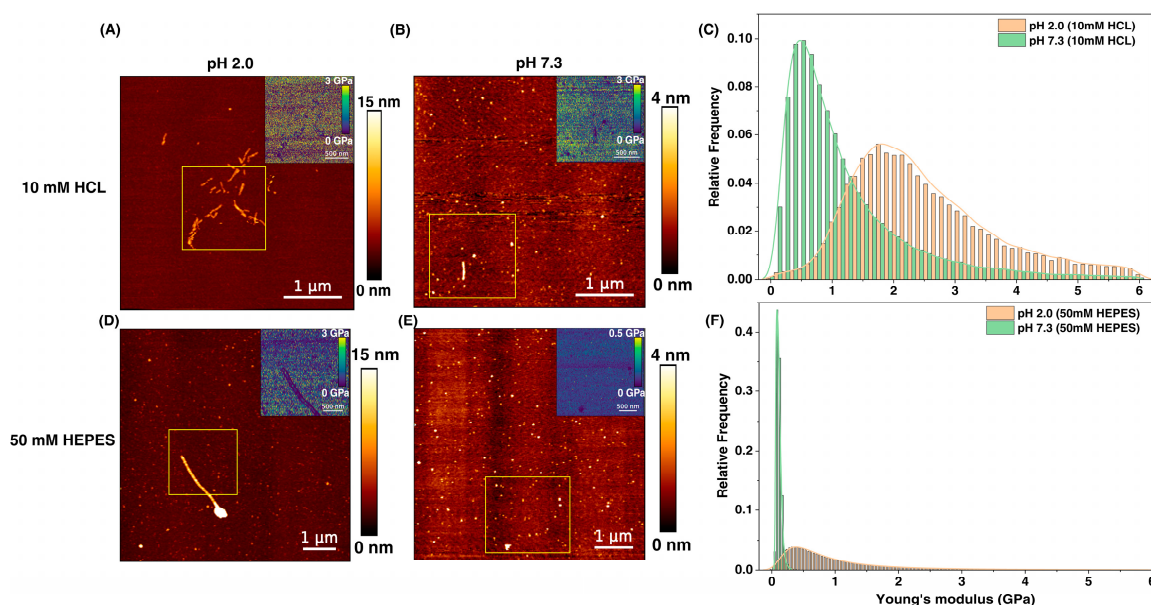 (A)
pH 2.0
(B)
pH 7.3
(C)
10 mM HCL
3 GPa
0 GPa
500 nm
15 nm
0 nm
1 µm
3 GPa
0 GPa
500 nm
4 nm
0 nm
1 µm
pH 2.0 (10mM HCL)
pH 7.3 (10mM HCL)
Relative Frequency
0.10
0.08
0.06
0.04
0.02
0.00
0 1 2 3 4 5 6
(D)
(E)
(F)
50 mM HEPES
3 GPa
0 GPa
500 nm
15 nm
0 nm
1 µm
0.5 GPa
0 GPa
500 nm
4 nm
0 nm
1 µm
pH 2.0 (50mM HEPES)
pH 7.3 (50mM HEPES)
Relative Frequency
0.4
0.3
0.2
0.1
0.0
0 1 2 3 4 5 6
Young's modulus (GPa)